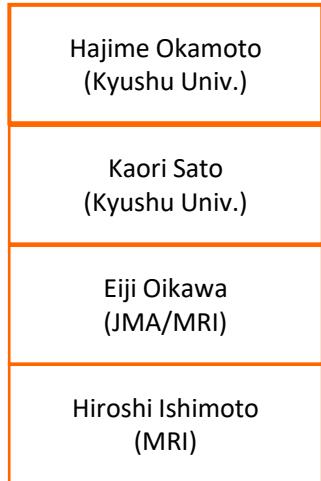 Hajime Okamoto
(Kyushu Univ.)
Kaori Sato
(Kyushu Univ.)
Eiji Oikawa
(JMA/MRI)
Hiroshi Ishimoto
(MRI)